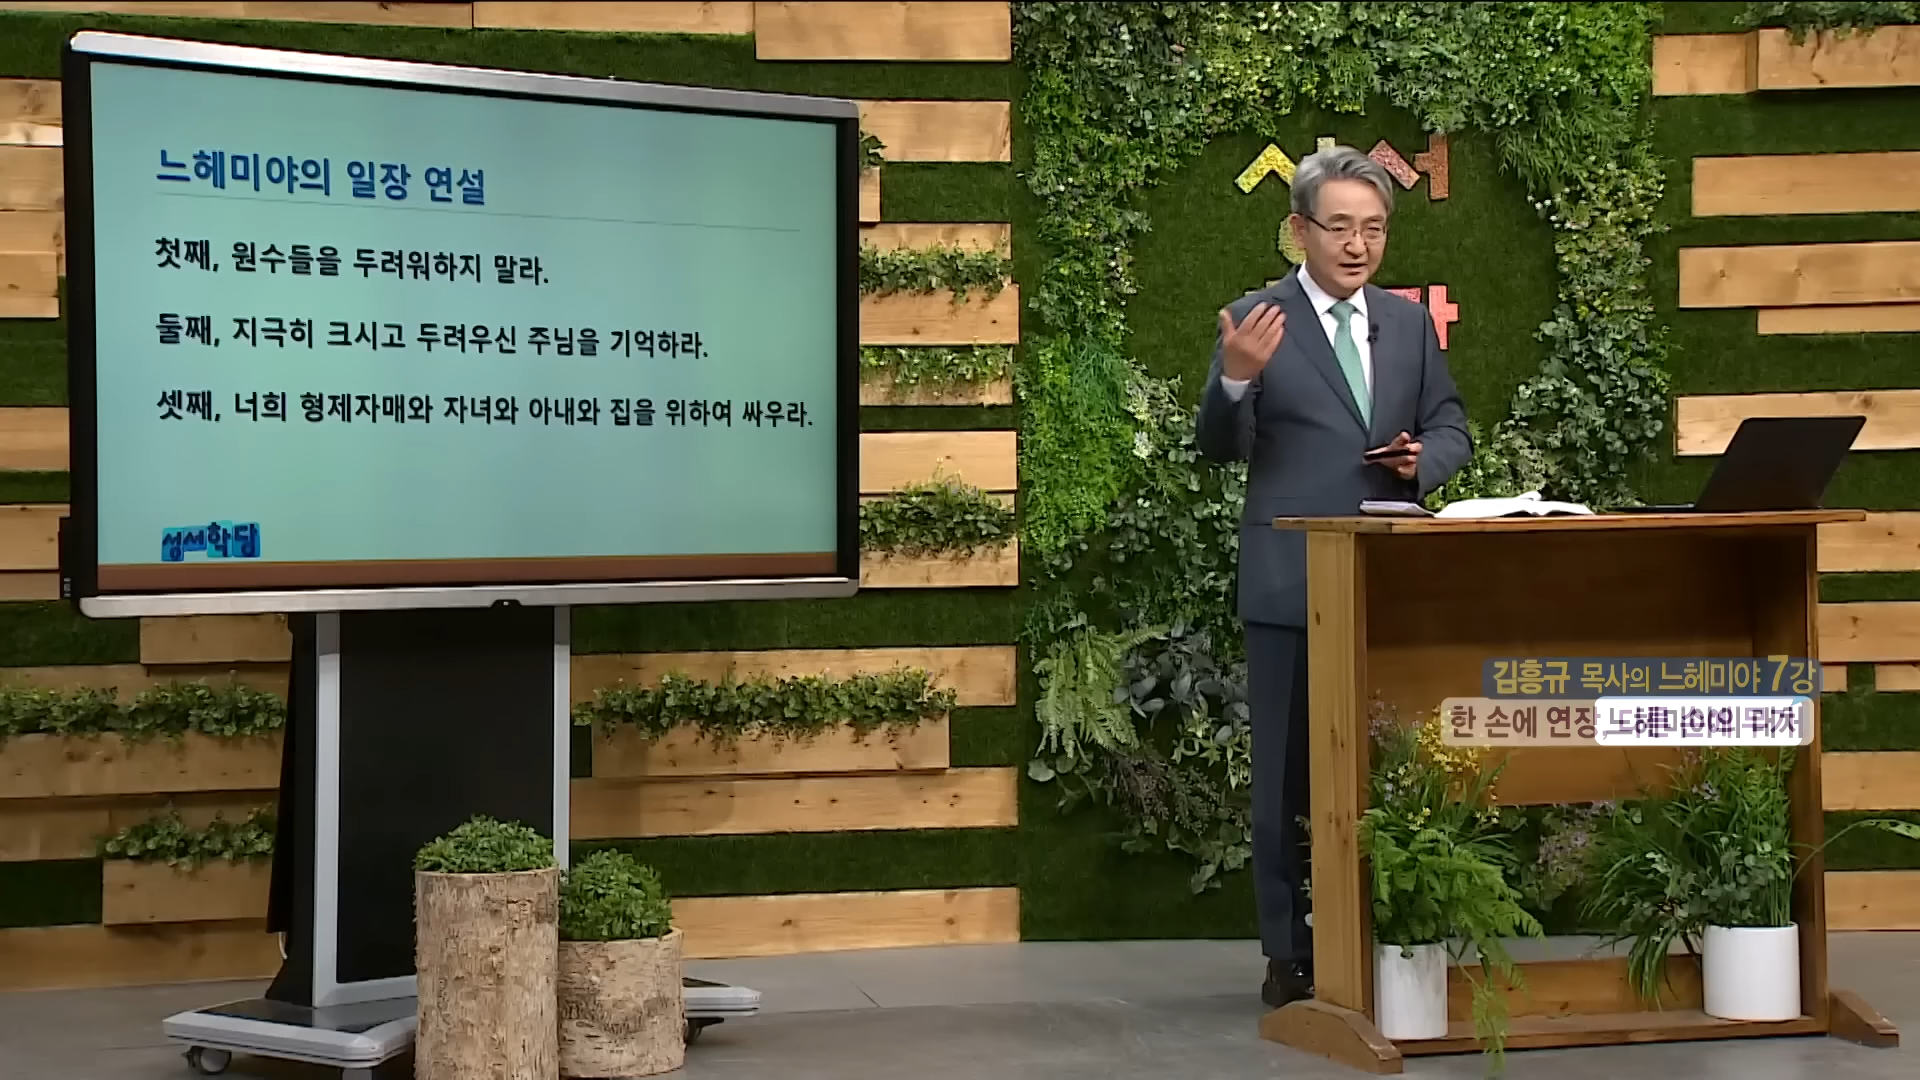 느헤미야의 일장 연설
첫째, 원수들을 두려워하지 말라.
둘째, 지극히 크시고 두려우신 주님을 기억하라.
셋째, 너희 형제자매와 자녀와 아내와 집을 위하여 싸우라.
성서학당
김흥규 목사의 느헤미야 7강
한 손에 연장,